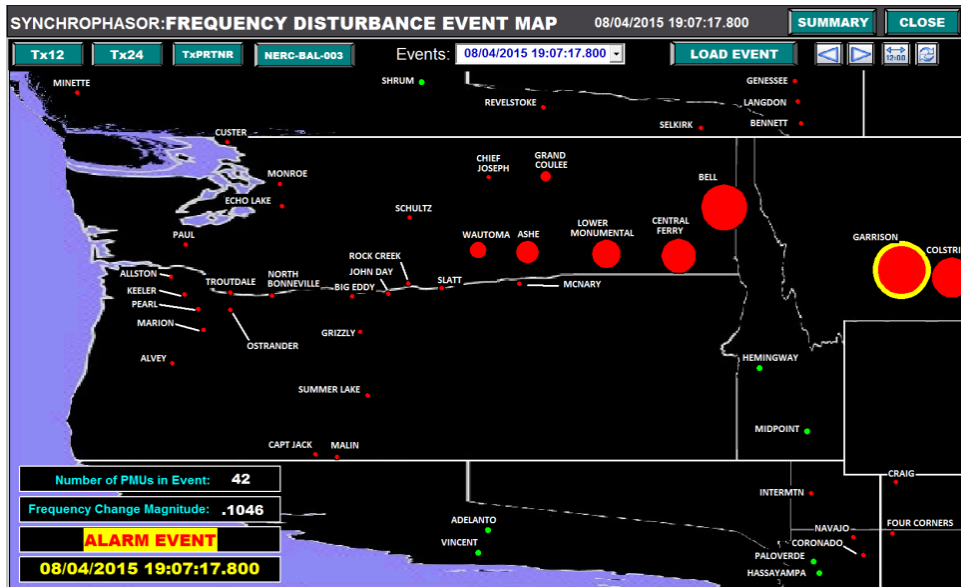 SYNCHROPHASOR:FREQUENCY DISTURBANCE EVENT MAP 08/04/2015 19:07:17.800 SUMMARY CLOSE
Tx12 Tx24 TxPRTNR NERC-BAL-003 Events: 08/04/2015 19:07:17.800 LOAD EVENT 12:00
MINETTE
SHRUM
GENESSEE
REVELSTOKE
LANGDON
SELKIRK
BENNETT
CUSTER
CHIEF
JOSEPH
GRAND
COULEE
MONROE
BELL
ECHO LAKE
SCHULTZ
PAUL
WAUTOMA
ASHE
LOWER
MONUMENTAL
CENTRAL
FERRY
GARRISON
COLSTRI
ROCK CREEK
ALLSTON
JOHN DAY
TROUTDALE
NORTH
BONNEVILLE
BIG EDDY
SLATT
MCNARY
KEELER
PEARL
MARION
GRIZZLY
OSTRANDER
ALVEY
HEMINGWAY
SUMMER LAKE
MIDPOINT
CAPT JACK
MALIN
Number of PMUs in Event: 42
CRAIG
INTERMTN
Frequency Change Magnitude: .1046
ADELANTO
NAVAJO
FOUR CORNERS
ALARM EVENT
VINCENT
CORONADO
PALOVERDE
08/04/2015 19:07:17.800
HASSAYAMPA